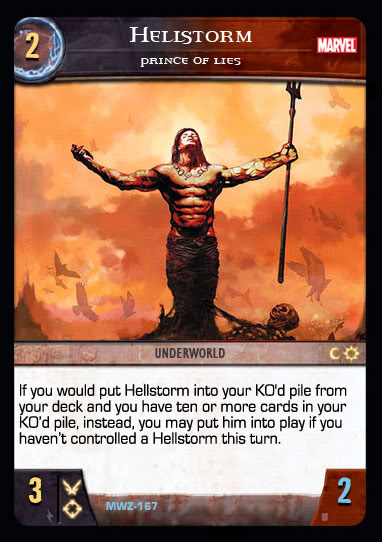 2
Hellstorm
MARVEL
Prince of Lies
UNDERWORLD
C
If you would put Hellstorm into your KO'd pile from
your deck and you have ten or more cards in your
KO'd pile, instead, you may put him into play if you
haven't controlled a Hellstorm this turn.
3
MWZ-167
2